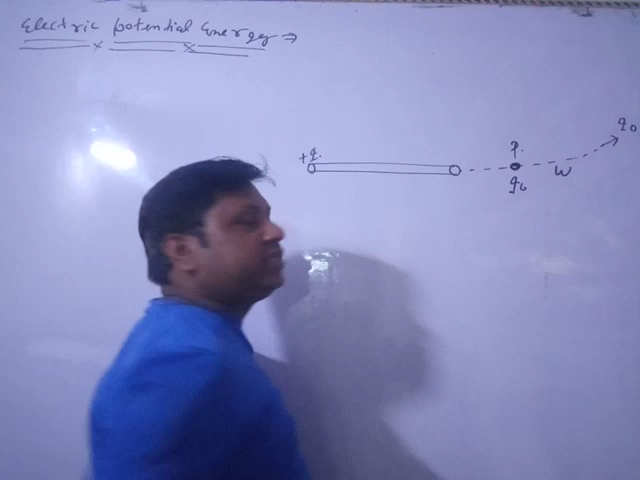 Electric potential Energy ⇒
+q.
P.
q₀
w
q₀